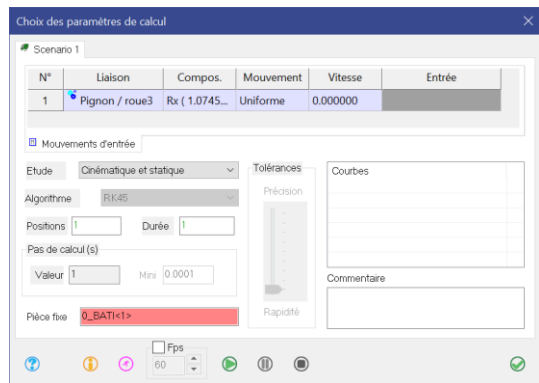 Choix des paramètres de calcul
Scenario 1
N° Liaison Compos. Mouvement Vitesse Entrée
1 Pignon / roue3 Rx ( 1.0745... Uniforme 0.000000
Mouvements d'entrée
Etude Cinématique et statique
Algorithme RK45
Positions 1 Durée 1
Pas de calcul (s)
Valeur 1 Mini 0.0001
Pièce fixe 0_BATI<1>
Tolérances
Précision
Rapidité
Courbes
Commentaire
Fps
60